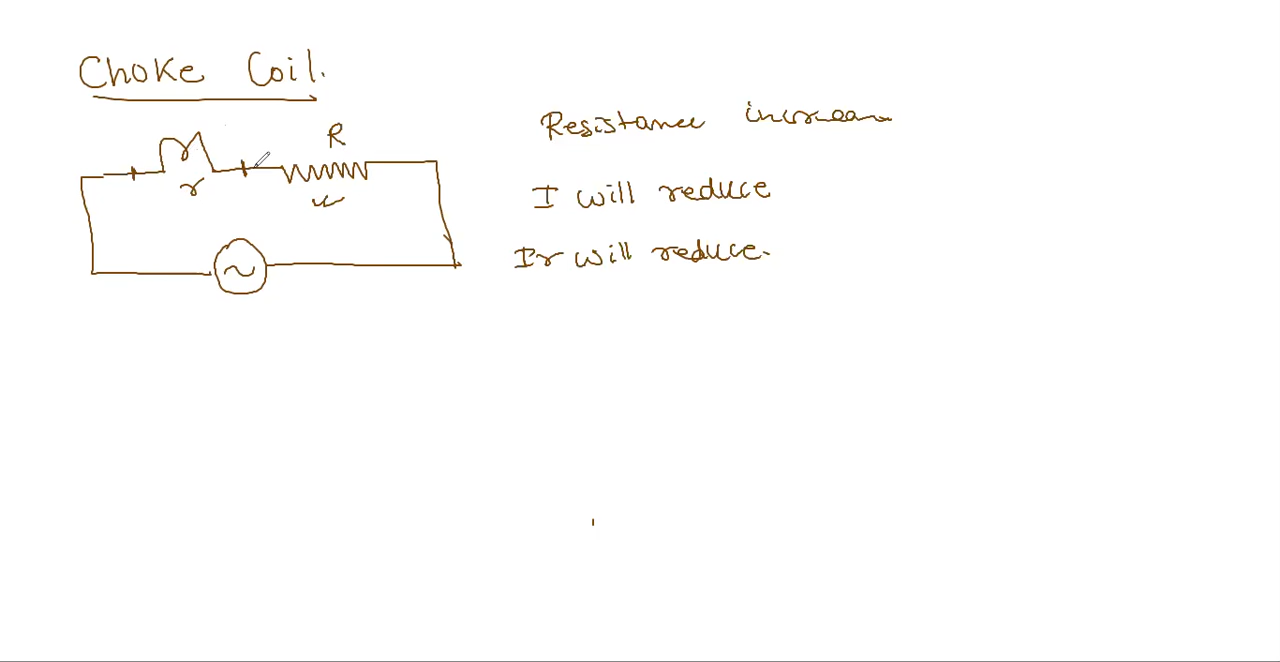 Choke Coil.
R
r
Resistance increase
I will reduce
Ir will reduce.